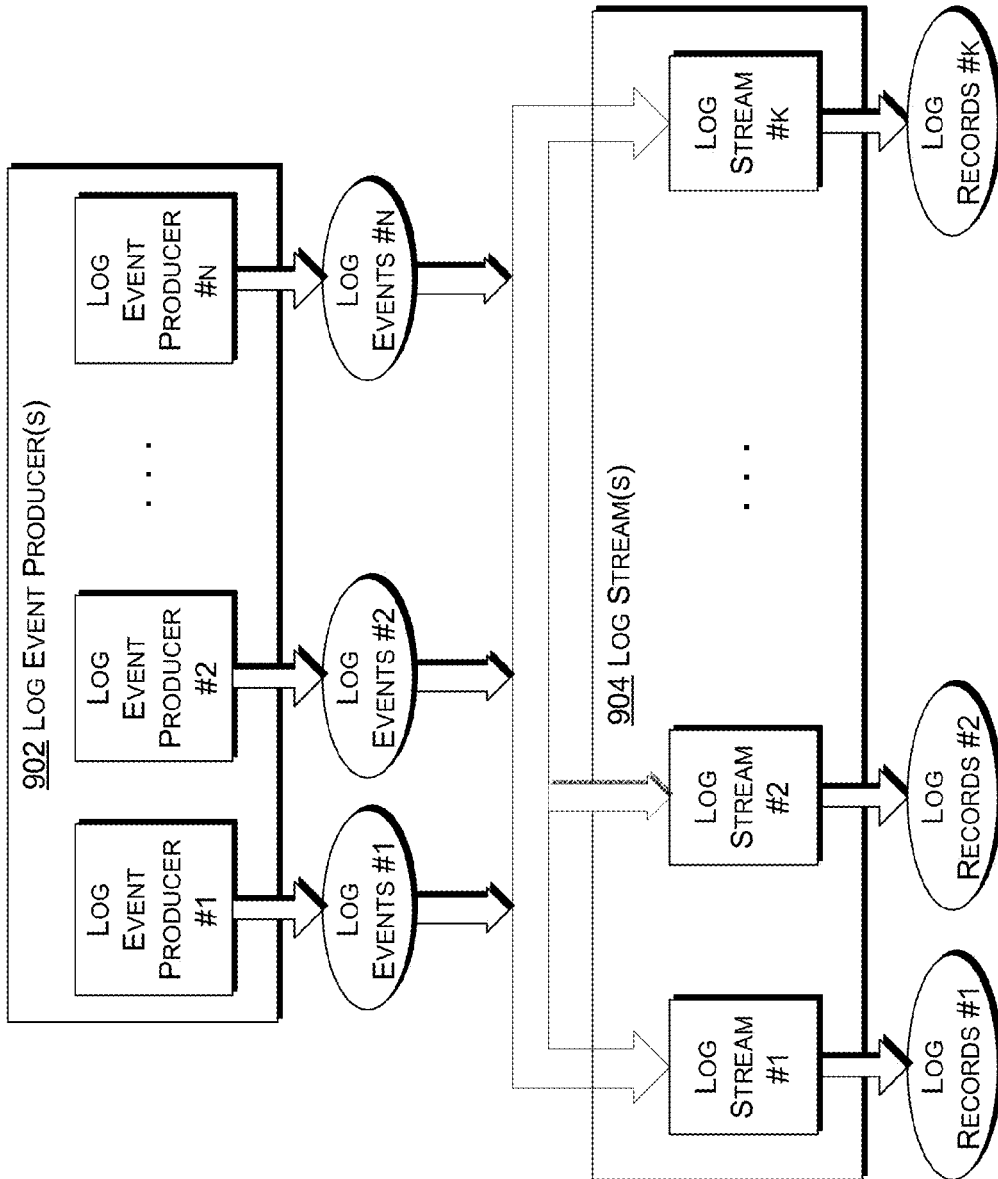 902 LOG EVENT PRODUCER(S)
LOG
EVENT
PRODUCER
#1
LOG
EVENT
PRODUCER
#2
. . .
LOG
EVENT
PRODUCER
#N
LOG
EVENTS #1
LOG
EVENTS #2
LOG
EVENTS #N
904 LOG STREAM(S)
LOG
STREAM
#1
LOG
STREAM
#2
. . .
LOG
STREAM
#K
LOG
RECORDS #1
LOG
RECORDS #2
LOG
RECORDS #K